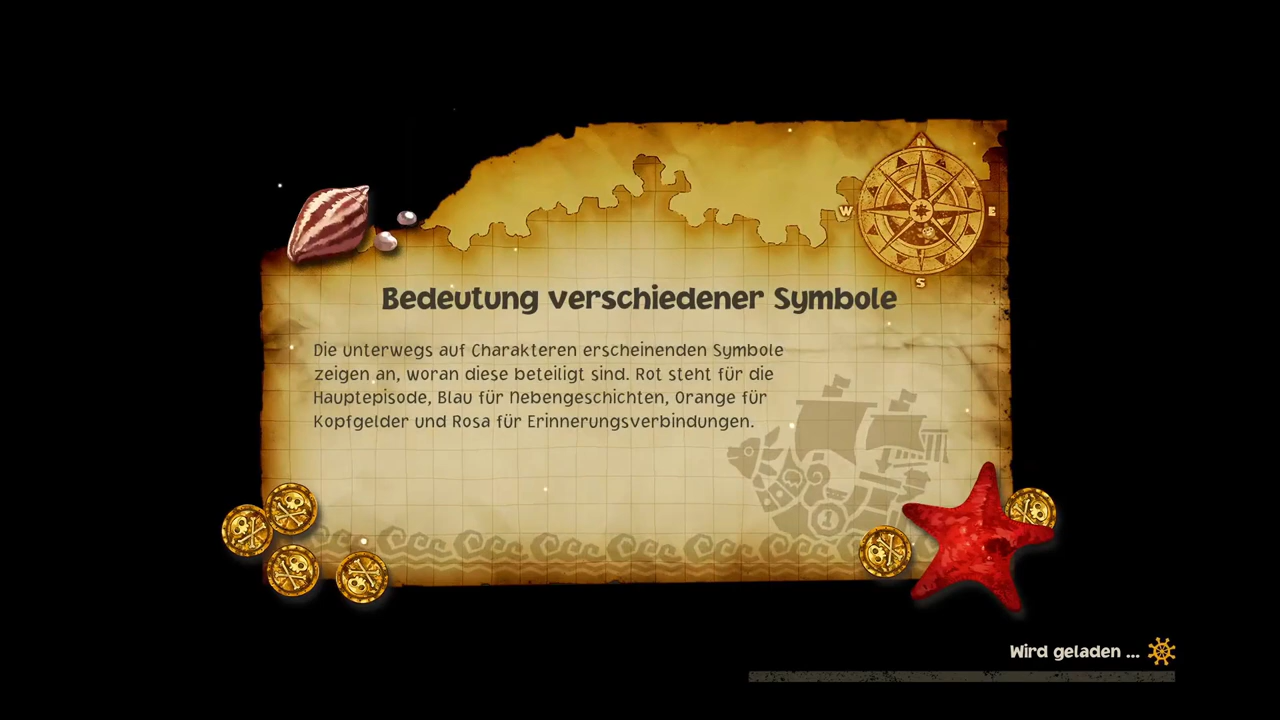 N
W
E
S
Bedeutung verschiedener Symbole
Die unterwegs auf Charakteren erscheinenden Symbole
zeigen an, woran diese beteiligt sind. Rot steht für die
Hauptepisode, Blau für Nebengeschichten, Orange für
Kopfgelder und Rosa für Erinnerungsverbindungen.
1
Wird geladen ...